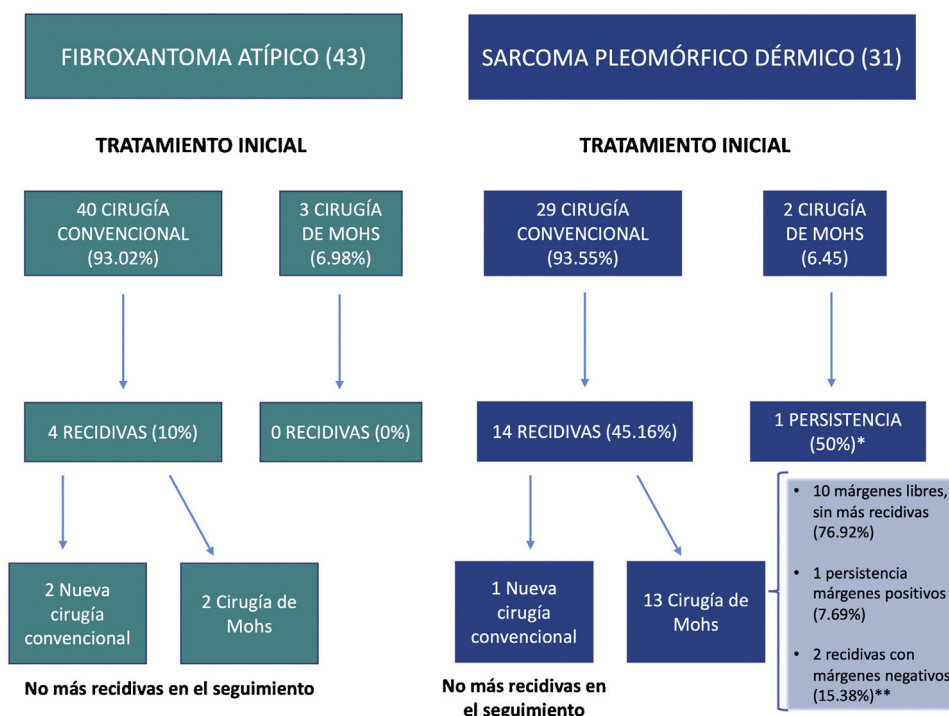 FIBROXANTOMA ATÍPICO (43)
TRATAMIENTO INICIAL
40 CIRUGÍA
CONVENCIONAL
(93.02%)
3 CIRUGÍA
DE MOHS
(6.98%)
4 RECIDIVAS (10%)
0 RECIDIVAS (0%)
2 Nueva
cirugía
convencional
2 Cirugía de
Mohs
No más recidivas en el seguimiento
SARCOMA PLEOMÓRFICO DÉRMICO (31)
TRATAMIENTO INICIAL
29 CIRUGÍA
CONVENCIONAL
(93.55%)
2 CIRUGÍA
DE MOHS
(6.45)
14 RECIDIVAS (45.16%)
1 PERSISTENCIA
(50%)*
1 Nueva
cirugía
convencional
13 Cirugía de
Mohs
• 10 márgenes libres,
sin más recidivas
(76.92%)
• 1 persistencia
márgenes positivos
(7.69%)
• 2 recidivas con
márgenes negativos
(15.38%)**
No más recidivas en
el seguimiento